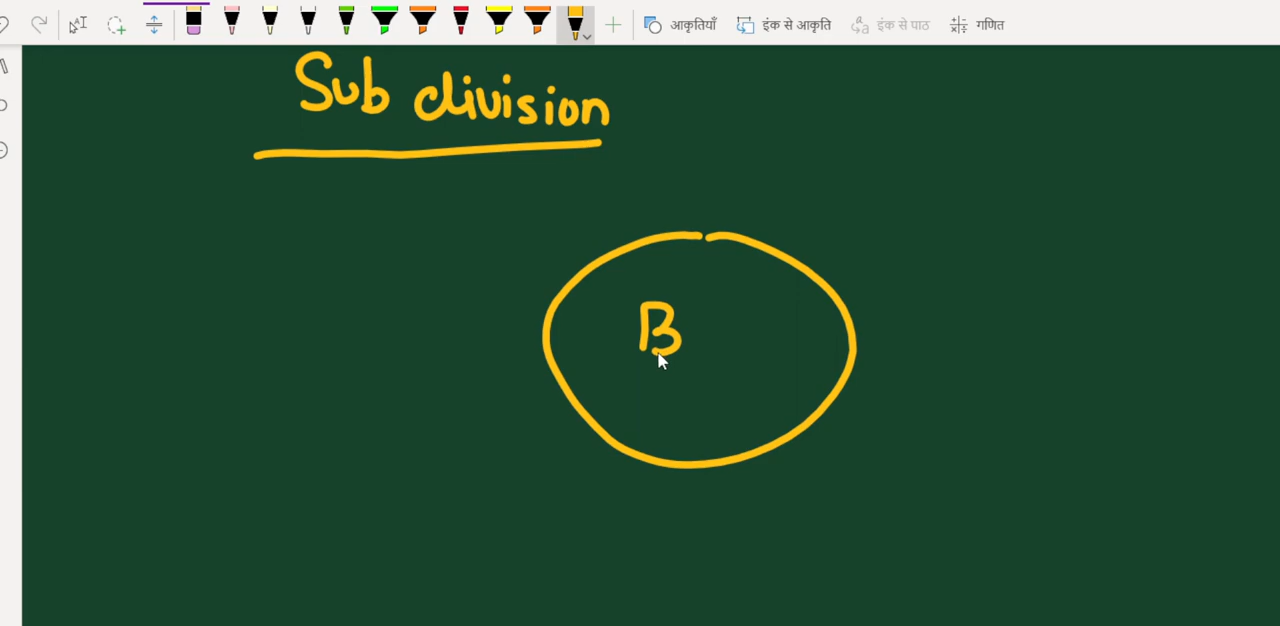 आकृतियाँ इंक से आकृति इंक से पाठ गणित
Sub division
B